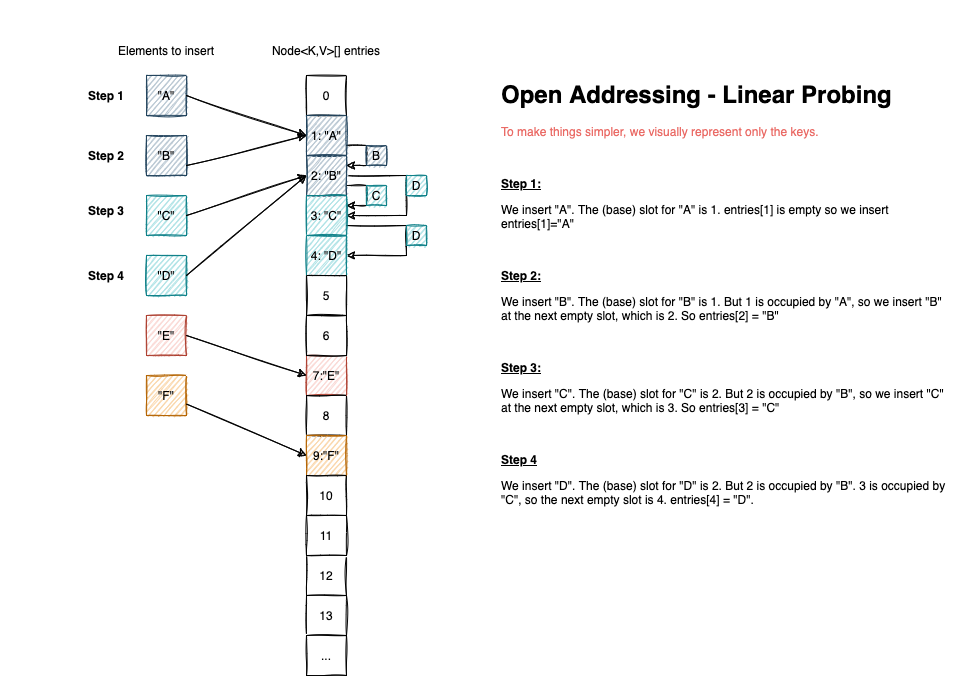 Elements to insert
Node<K,V>[] entries
Step 1
"A"
0
1: "A"
Step 2
"B"
B
2: "B"
D
C
Step 3
"C"
3: "C"
D
Step 4
"D"
4: "D"
5
"E"
6
7:"E"
"F"
8
9:"F"
10
11
12
13
...
Open Addressing - Linear Probing
To make things simpler, we visually represent only the keys.
Step 1:
We insert "A". The (base) slot for "A" is 1. entries[1] is empty so we insert
entries[1]="A"
Step 2:
We insert "B". The (base) slot for "B" is 1. But 1 is occupied by "A", so we insert "B"
at the next empty slot, which is 2. So entries[2] = "B"
Step 3:
We insert "C". The (base) slot for "C" is 2. But 2 is occupied by "B", so we insert "C"
at the next empty slot, which is 3. So entries[3] = "C"
Step 4
We insert "D". The (base) slot for "D" is 2. But 2 is occupied by "B". 3 is occupied by
"C", so the next empty slot is 4. entries[4] = "D".